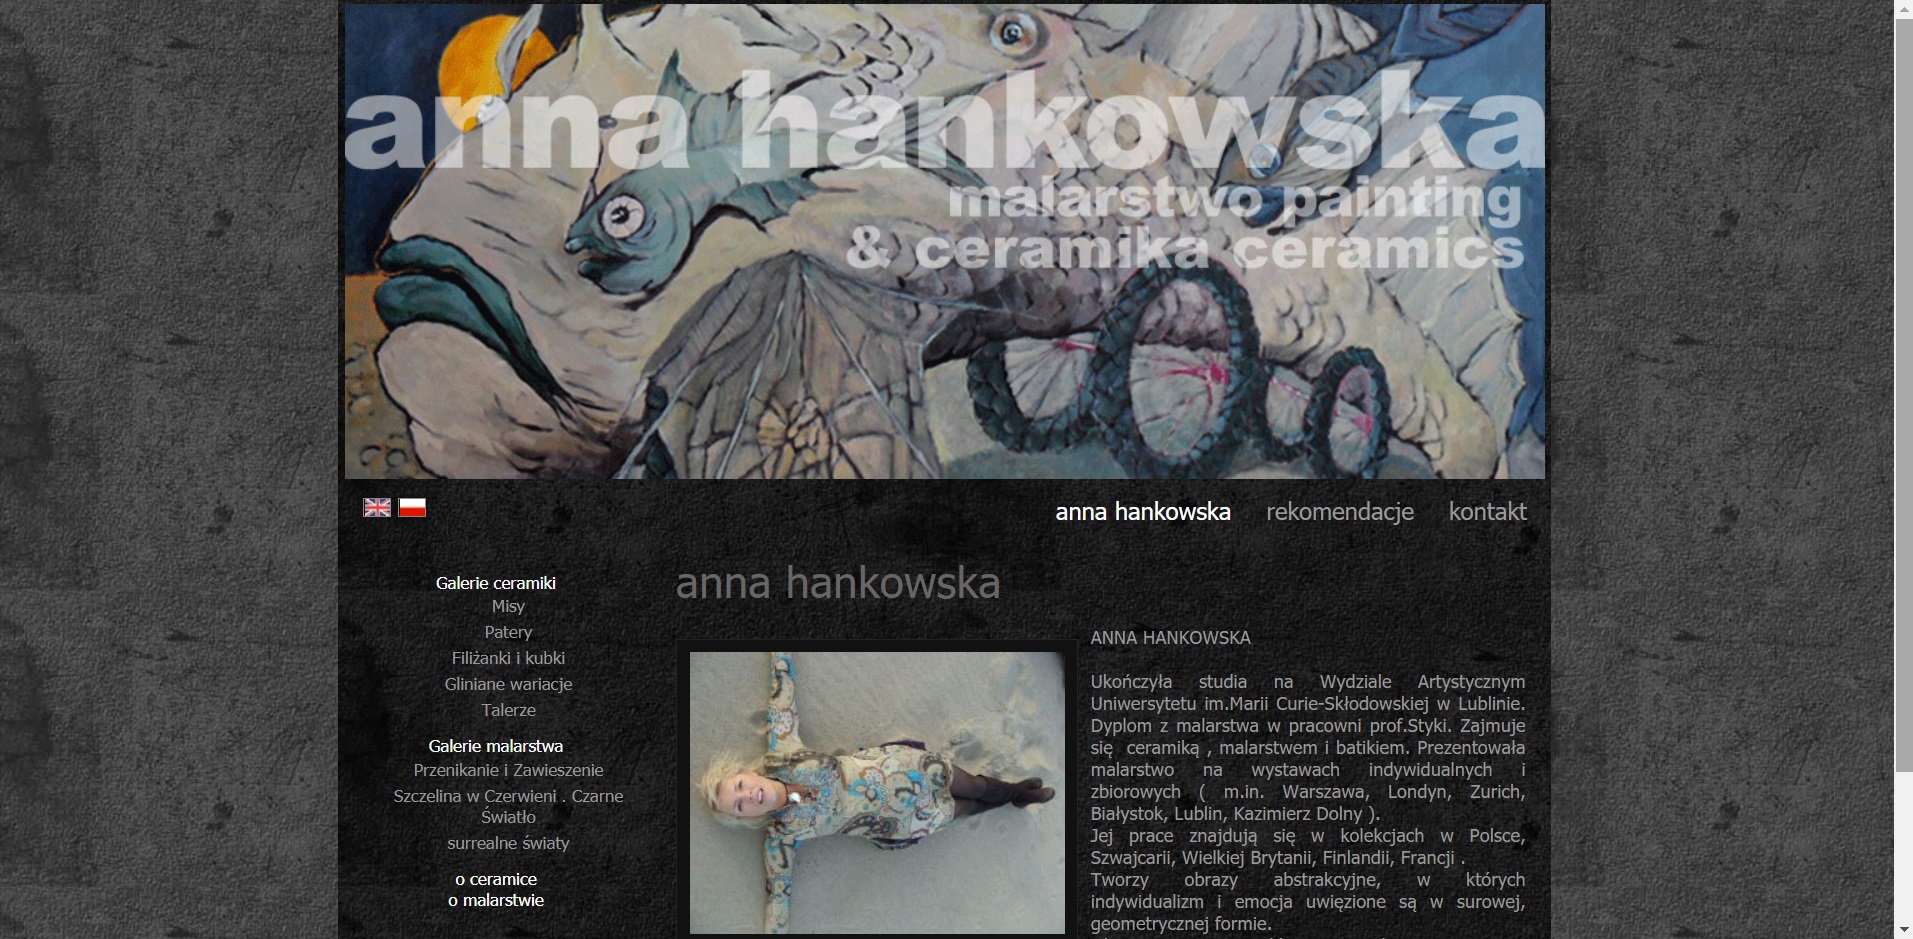 anna hankowska
malarstwo painting
& ceramika ceramics
anna hankowska rekomendacje kontakt
Galerie ceramiki
Misy
Patery
Filiżanki i kubki
Gliniane wariacje
Talerze
Galerie malarstwa
Przenikanie i Zawieszenie
Szczelina w Czerwieni . Czarne
Światło
surrealne światy
o ceramice
o malarstwie
anna hankowska
ANNA HANKOWSKA
Ukończyła studia na Wydziale Artystycznym
Uniwersytetu im.Marii Curie-Skłodowskiej w Lublinie.
Dyplom z malarstwa w pracowni prof.Styki. Zajmuje
się ceramiką , malarstwem i batikiem. Prezentowała
malarstwo na wystawach indywidualnych i
zbiorowych ( m.in. Warszawa, Londyn, Zurich,
Białystok, Lublin, Kazimierz Dolny ).
Jej prace znajdują się w kolekcjach w Polsce,
Szwajcarii, Wielkiej Brytanii, Finlandii, Francji .
Tworzy obrazy abstrakcyjne, w których
indywidualizm i emocja uwięzione są w surowej,
geometrycznej formie.